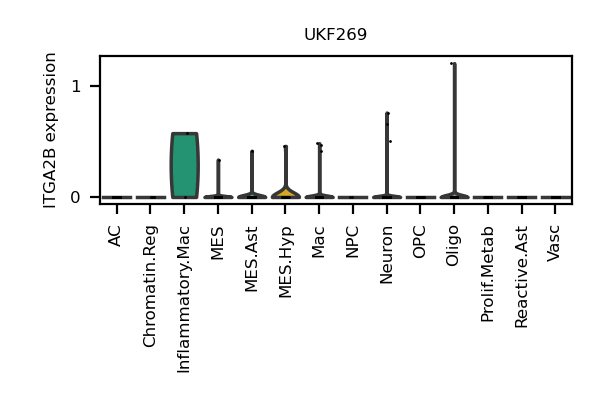 UKF269
ITGA2B expression
1
0
AC
Chromatin.Reg
Inflammatory.Mac
MES
MES.Ast
MES.Hyp
Mac
NPC
Neuron
OPC
Oligo
Prolif.Metab
Reactive.Ast
Vasc